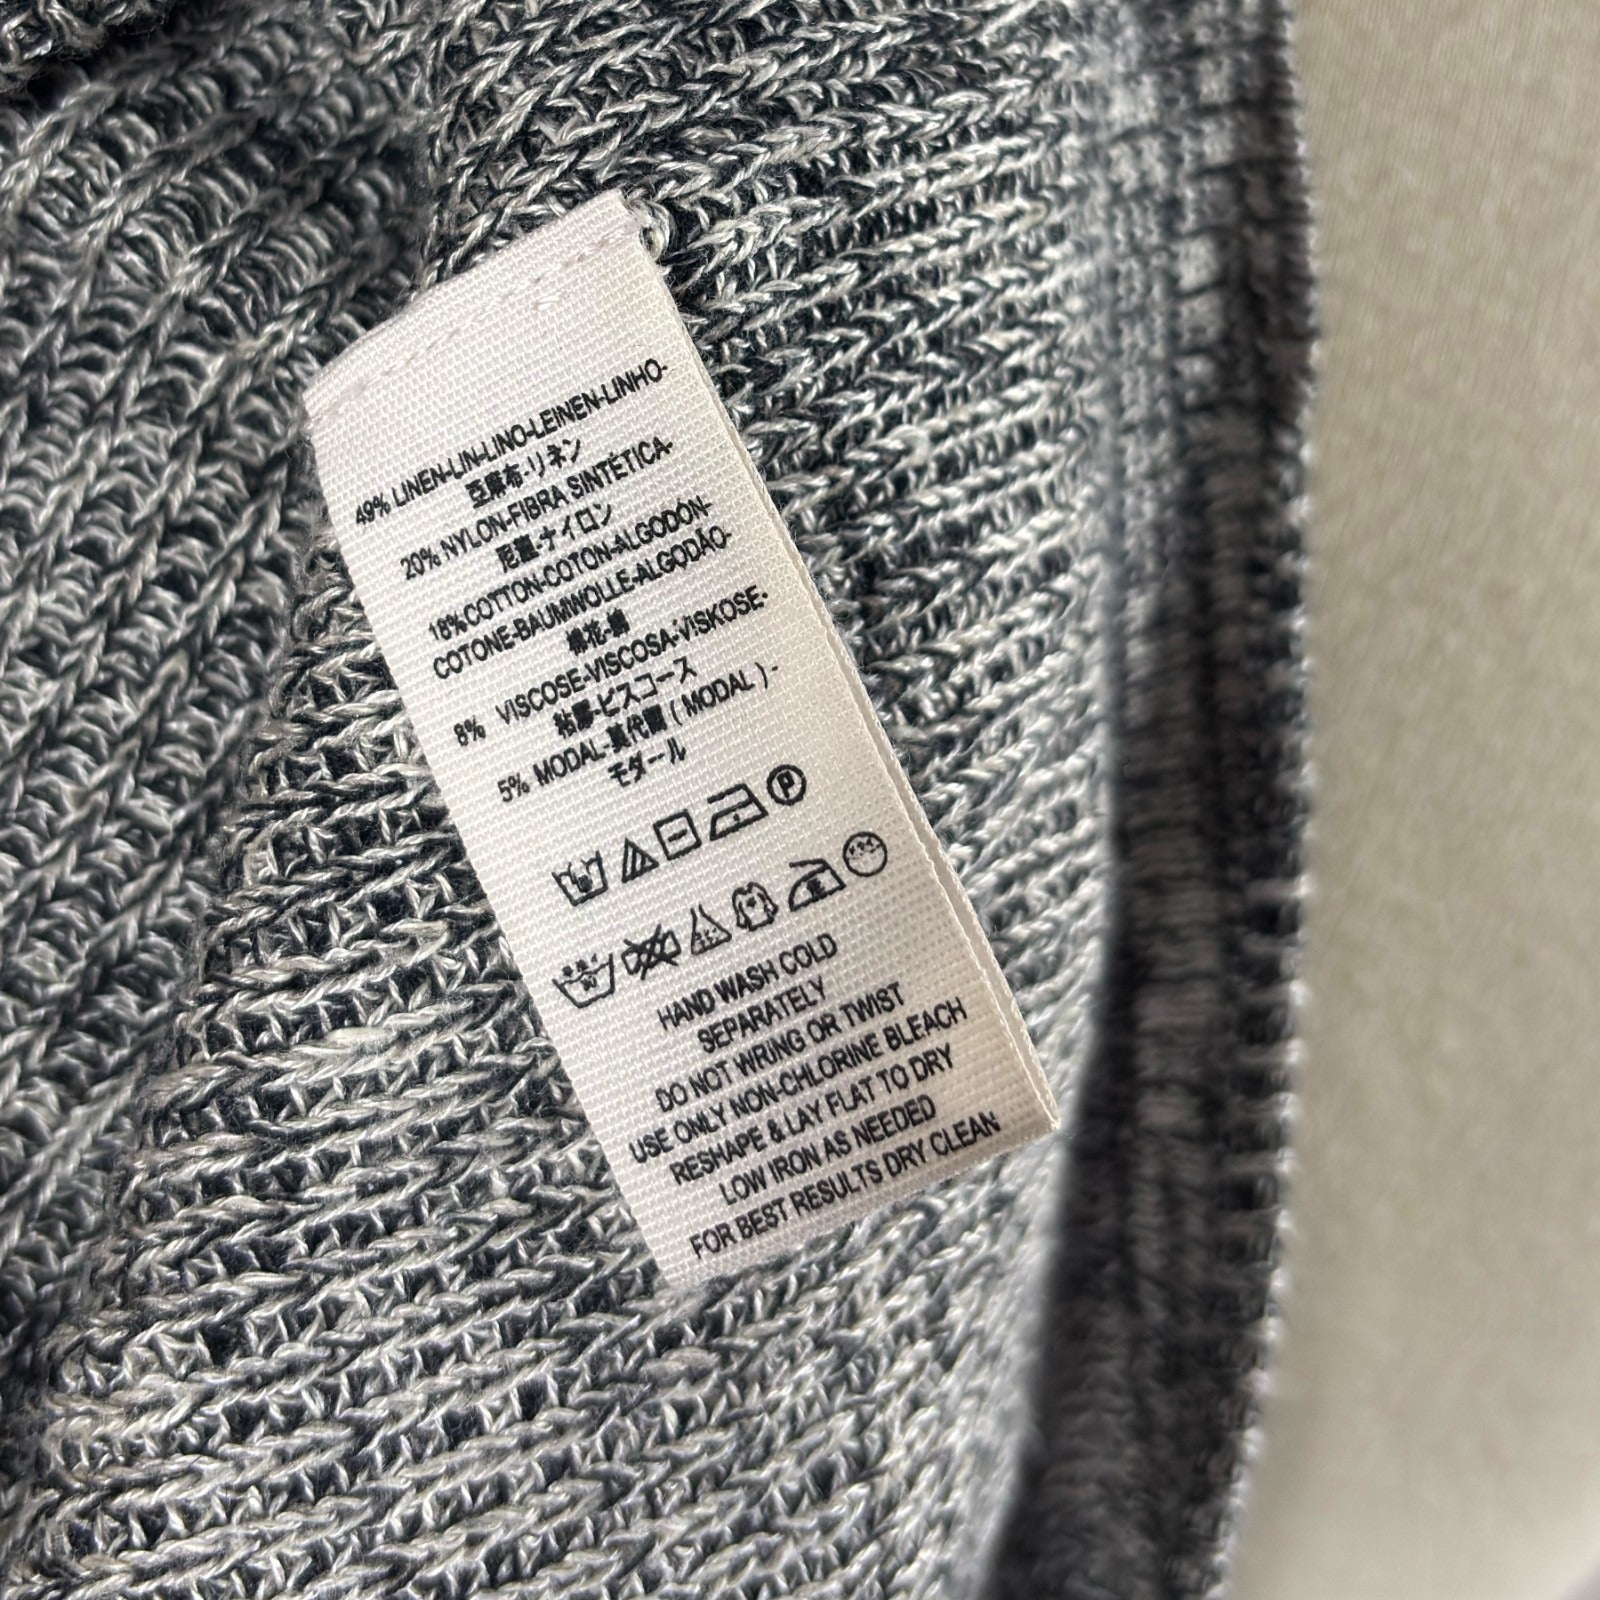 49% LINEN-LIN-LINO-LEINEN-LINHO-
亞麻布-リネン
20% NYLON-FIBRA SINTÉTICA-
尼龍-ナイロン
18%COTTON-COTON-ALGODÓN-
COTONE-BAUMWOLLE-ALGODÃO-
棉花-綿
8% VISCOSE-VISCOSA-VISKOSE-
粘膠-ビスコース
5% MODAL-莫代爾 ( MODAL ) -
モダール
P
HAND WASH COLD
SEPARATELY
DO NOT WRING OR TWIST
USE ONLY NON-CHLORINE BLEACH
RESHAPE & LAY FLAT TO DRY
LOW IRON AS NEEDED
FOR BEST RESULTS DRY CLEAN